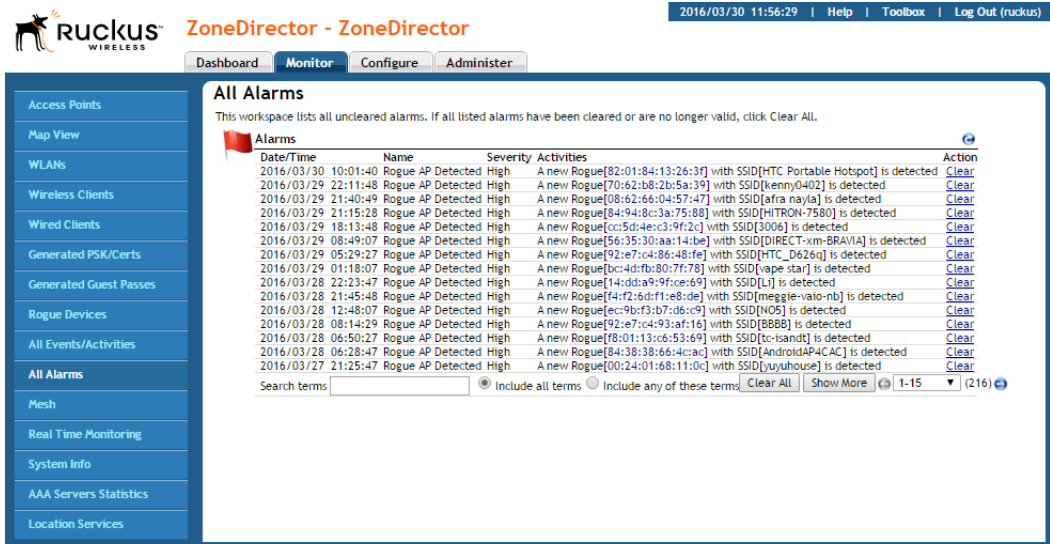 2016/03/30 11:56:29 | Help | Toolbox | Log Out (ruckus)
RUCKUS™ WIRELESS
ZoneDirector - ZoneDirector
Dashboard Monitor Configure Administer
Access Points
Map View
WLANs
Wireless Clients
Wired Clients
Generated PSK/Certs
Generated Guest Passes
Rogue Devices
All Events/Activities
All Alarms
Mesh
Real Time Monitoring
System Info
AAA Servers Statistics
Location Services
All Alarms
This workspace lists all uncleared alarms. If all listed alarms have been cleared or are no longer valid, click Clear All.
Alarms
Date/Time Name Severity Activities Action
2016/03/30 10:01:40 Rogue AP Detected High A new Rogue[82:01:84:13:26:3f] with SSID[HTC Portable Hotspot] is detected Clear
2016/03/29 22:11:48 Rogue AP Detected High A new Rogue[70:62:b8:2b:5a:39] with SSID[kenny0402] is detected Clear
2016/03/29 21:40:49 Rogue AP Detected High A new Rogue[08:62:66:04:57:47] with SSID[afra nayla] is detected Clear
2016/03/29 21:15:28 Rogue AP Detected High A new Rogue[84:94:8c:3a:75:88] with SSID[HITRON-7580] is detected Clear
2016/03/29 18:13:48 Rogue AP Detected High A new Rogue[cc:5d:4e:c3:9f:2c] with SSID[3006] is detected Clear
2016/03/29 08:49:07 Rogue AP Detected High A new Rogue[56:35:30:aa:14:be] with SSID[DIRECT-xm-BRAVIA] is detected Clear
2016/03/29 05:29:27 Rogue AP Detected High A new Rogue[92:e7:c4:86:48:fe] with SSID[HTC_D626q] is detected Clear
2016/03/29 01:18:07 Rogue AP Detected High A new Rogue[bc:4d:fb:80:7f:78] with SSID[vape star] is detected Clear
2016/03/28 22:23:47 Rogue AP Detected High A new Rogue[14:dd:a9:9f:ce:69] with SSID[Li] is detected Clear
2016/03/28 21:45:48 Rogue AP Detected High A new Rogue[f4:f2:6d:f1:e8:de] with SSID[meggie-vaio-nb] is detected Clear
2016/03/28 12:48:07 Rogue AP Detected High A new Rogue[ec:9b:f3:b7:d6:c9] with SSID[NO5] is detected Clear
2016/03/28 08:14:29 Rogue AP Detected High A new Rogue[92:e7:c4:93:af:16] with SSID[BBBB] is detected Clear
2016/03/28 06:50:27 Rogue AP Detected High A new Rogue[f8:01:13:c6:53:69] with SSID[tc-isandt] is detected Clear
2016/03/28 06:28:47 Rogue AP Detected High A new Rogue[84:38:38:66:4c:ac] with SSID[AndroidAP4CAC] is detected Clear
2016/03/27 21:25:47 Rogue AP Detected High A new Rogue[00:24:01:68:11:0c] with SSID[yuyuhouse] is detected Clear
Search terms Include all terms Include any of these terms Clear All Show More 1-15 (216)